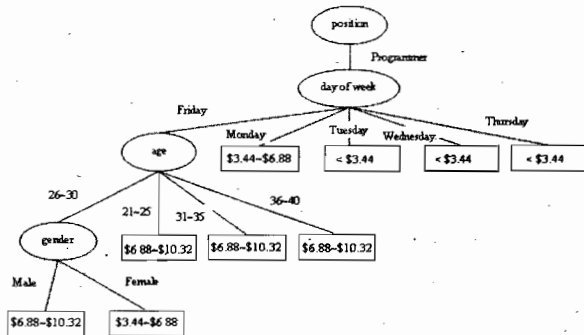 position
Programmer
day of week
Friday
Monday
Tuesday
Wednesday
Thursday
age
$3.44~$6.88
< $3.44
< $3.44
< $3.44
26~30
21~25
31~35
36~40
gender
$6.88~$10.32
$6.88~$10.32
$6.88~$10.32
Male
Female
$6.88~$10.32
$3.44~$6.88